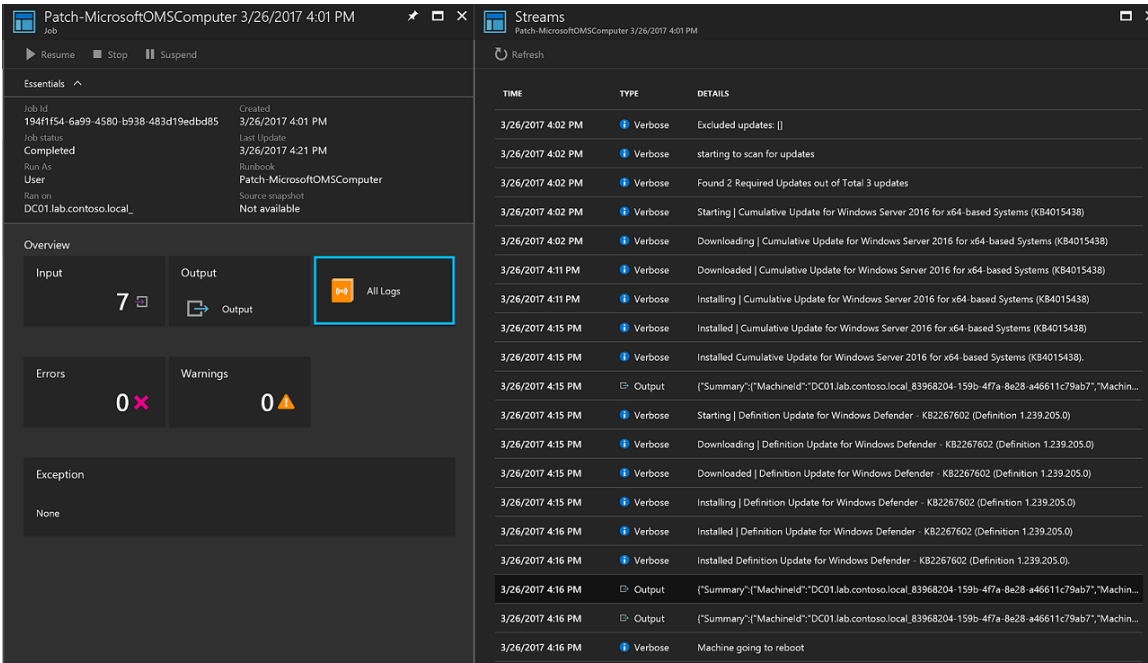 Patch-MicrosoftOMSComputer 3/26/2017 4:01 PM
Job
Resume Stop Suspend
Essentials
Job Id
194f1f54-6a99-4580-b938-483d19edbd85
Created
3/26/2017 4:01 PM
Job status
Completed
Last Update
3/26/2017 4:21 PM
Run As
User
Runbook
Patch-MicrosoftOMSComputer
Ran on
DC01.lab.contoso.local_
Source snapshot
Not available
Overview
Input
7
Output
Output
All Logs
Errors
0
Warnings
0
Exception
None
Streams
Patch-MicrosoftOMSComputer 3/26/2017 4:01 PM
Refresh
TIME TYPE DETAILS
3/26/2017 4:02 PM Verbose Excluded updates: []
3/26/2017 4:02 PM Verbose starting to scan for updates
3/26/2017 4:02 PM Verbose Found 2 Required Updates out of Total 3 updates
3/26/2017 4:02 PM Verbose Starting | Cumulative Update for Windows Server 2016 for x64-based Systems (KB4015438)
3/26/2017 4:02 PM Verbose Downloading | Cumulative Update for Windows Server 2016 for x64-based Systems (KB4015438)
3/26/2017 4:11 PM Verbose Downloaded | Cumulative Update for Windows Server 2016 for x64-based Systems (KB4015438)
3/26/2017 4:11 PM Verbose Installing | Cumulative Update for Windows Server 2016 for x64-based Systems (KB4015438)
3/26/2017 4:15 PM Verbose Installed | Cumulative Update for Windows Server 2016 for x64-based Systems (KB4015438)
3/26/2017 4:15 PM Verbose Installed Cumulative Update for Windows Server 2016 for x64-based Systems (KB4015438).
3/26/2017 4:15 PM Output {"Summary":{"MachineId":"DC01.lab.contoso.local_83968204-159b-4f7a-8e28-a46611c79ab7","Machin...
3/26/2017 4:15 PM Verbose Starting | Definition Update for Windows Defender - KB2267602 (Definition 1.239.205.0)
3/26/2017 4:15 PM Verbose Downloading | Definition Update for Windows Defender - KB2267602 (Definition 1.239.205.0)
3/26/2017 4:15 PM Verbose Downloaded | Definition Update for Windows Defender - KB2267602 (Definition 1.239.205.0)
3/26/2017 4:15 PM Verbose Installing | Definition Update for Windows Defender - KB2267602 (Definition 1.239.205.0)
3/26/2017 4:16 PM Verbose Installed | Definition Update for Windows Defender - KB2267602 (Definition 1.239.205.0)
3/26/2017 4:16 PM Verbose Installed Definition Update for Windows Defender - KB2267602 (Definition 1.239.205.0).
3/26/2017 4:16 PM Output {"Summary":{"MachineId":"DC01.lab.contoso.local_83968204-159b-4f7a-8e28-a46611c79ab7","Machin...
3/26/2017 4:16 PM Output {"Summary":{"MachineId":"DC01.lab.contoso.local_83968204-159b-4f7a-8e28-a46611c79ab7","Machin...
3/26/2017 4:16 PM Verbose Machine going to reboot